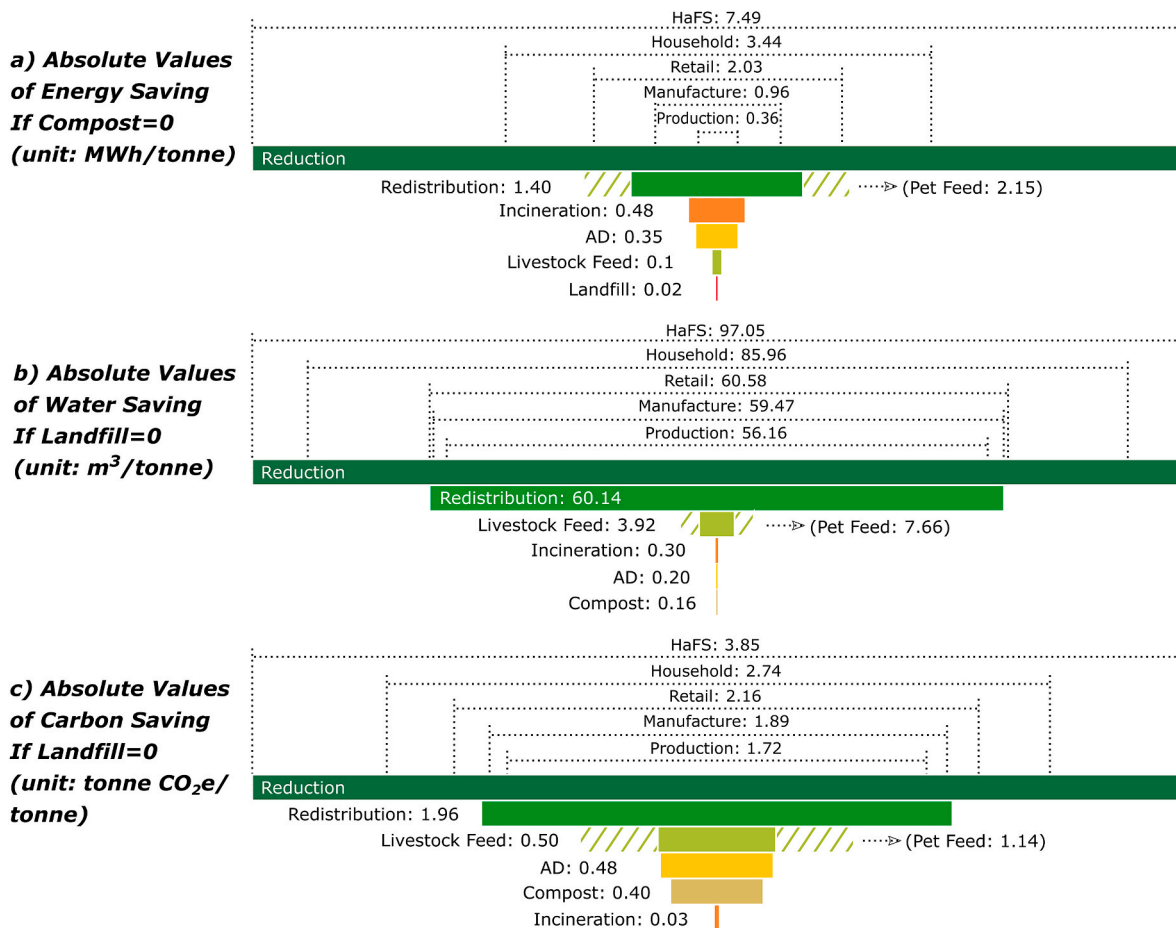 a) Absolute Values
of Energy Saving
If Compost=0
(unit: MWh/tonne)
HaFS: 7.49
Household: 3.44
Retail: 2.03
Manufacture: 0.96
Production: 0.36
Reduction
Redistribution: 1.40
(Pet Feed: 2.15)
Incineration: 0.48
AD: 0.35
Livestock Feed: 0.1
Landfill: 0.02
b) Absolute Values
of Water Saving
If Landfill=0
(unit: m³/tonne)
HaFS: 97.05
Household: 85.96
Retail: 60.58
Manufacture: 59.47
Production: 56.16
Reduction
Redistribution: 60.14
Livestock Feed: 3.92
(Pet Feed: 7.66)
Incineration: 0.30
AD: 0.20
Compost: 0.16
c) Absolute Values
of Carbon Saving
If Landfill=0
(unit: tonne CO₂e/
tonne)
HaFS: 3.85
Household: 2.74
Retail: 2.16
Manufacture: 1.89
Production: 1.72
Reduction
Redistribution: 1.96
Livestock Feed: 0.50
(Pet Feed: 1.14)
AD: 0.48
Compost: 0.40
Incineration: 0.03